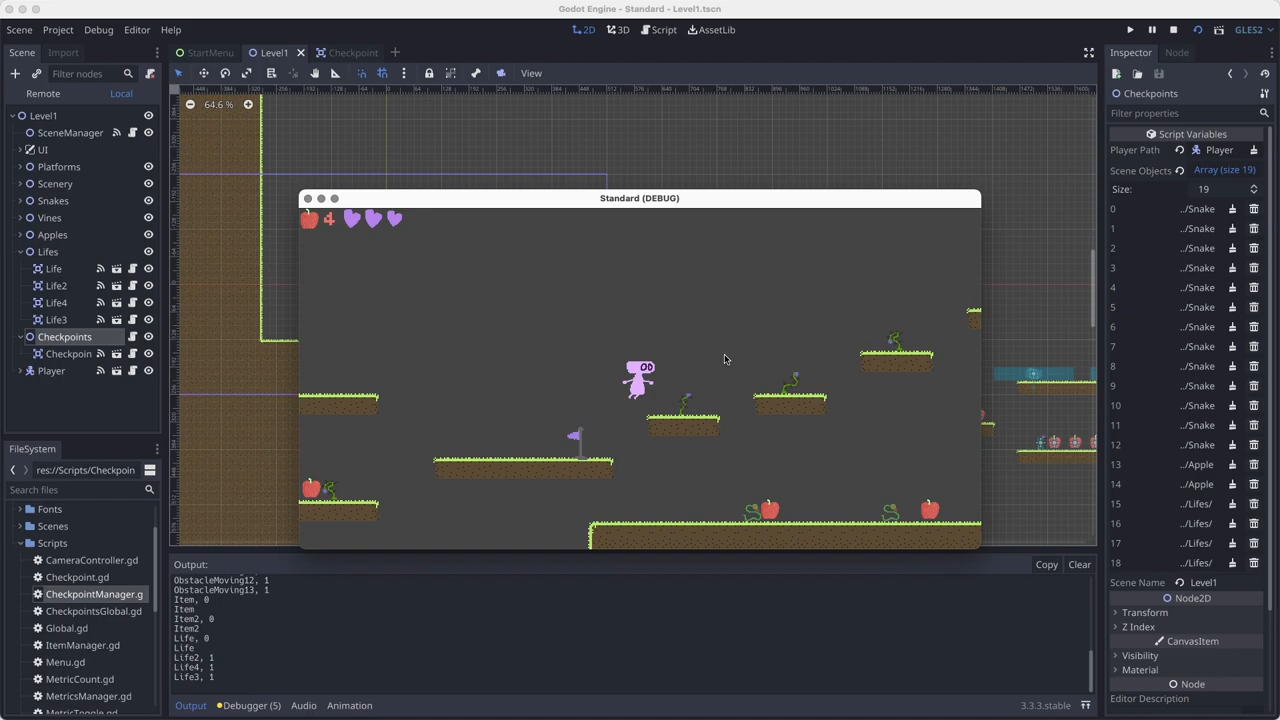 Godot Engine - Standard - Level1.tscn
Scene Project Debug Editor Help
2D 3D Script AssetLib
GLES2
Scene Import
StartMenu Level1 Checkpoint
Inspector Node
Filter nodes
View
Remote Local
Checkpoints
64.6 %
Filter properties
Level1
SceneManager
UI
Platforms
Scenery
Snakes
Vines
Apples
Lifes
Life
Life2
Life4
Life3
Checkpoints
Checkpoin
Player
Standard (DEBUG)
4
Script Variables
Player Path Player
Scene Objects Array (size 19)
Size: 19
0 ../Snake
1 ../Snake
2 ../Snake
3 ../Snake
4 ../Snake
5 ../Snake
6 ../Snake
7 ../Snake
8 ../Snake
9 ../Snake
10 ../Snake
11 ../Snake
12 ../Snake
13 ../Apple
14 ../Apple
15 ../Lifes/
16 ../Lifes/
17 ../Lifes/
18 ../Lifes/
Scene Name Level1
Node2D
Transform
Z Index
CanvasItem
Visibility
Material
Node
Editor Description
FileSystem
res://Scripts/Checkpoin
Search files
Fonts
Scenes
Scripts
CameraController.gd
Checkpoint.gd
CheckpointManager.g
CheckpointsGlobal.gd
Global.gd
ItemManager.gd
Menu.gd
MetricCount.gd
MetricsManager.gd
MetricToggle.gd
Output:
Copy Clear
ObstacleMoving12, 1
ObstacleMoving13, 1
Item, 0
Item
Item2, 0
Item2
Life, 0
Life
Life2, 1
Life4, 1
Life3, 1
Output Debugger (5) Audio Animation
3.3.3.stable